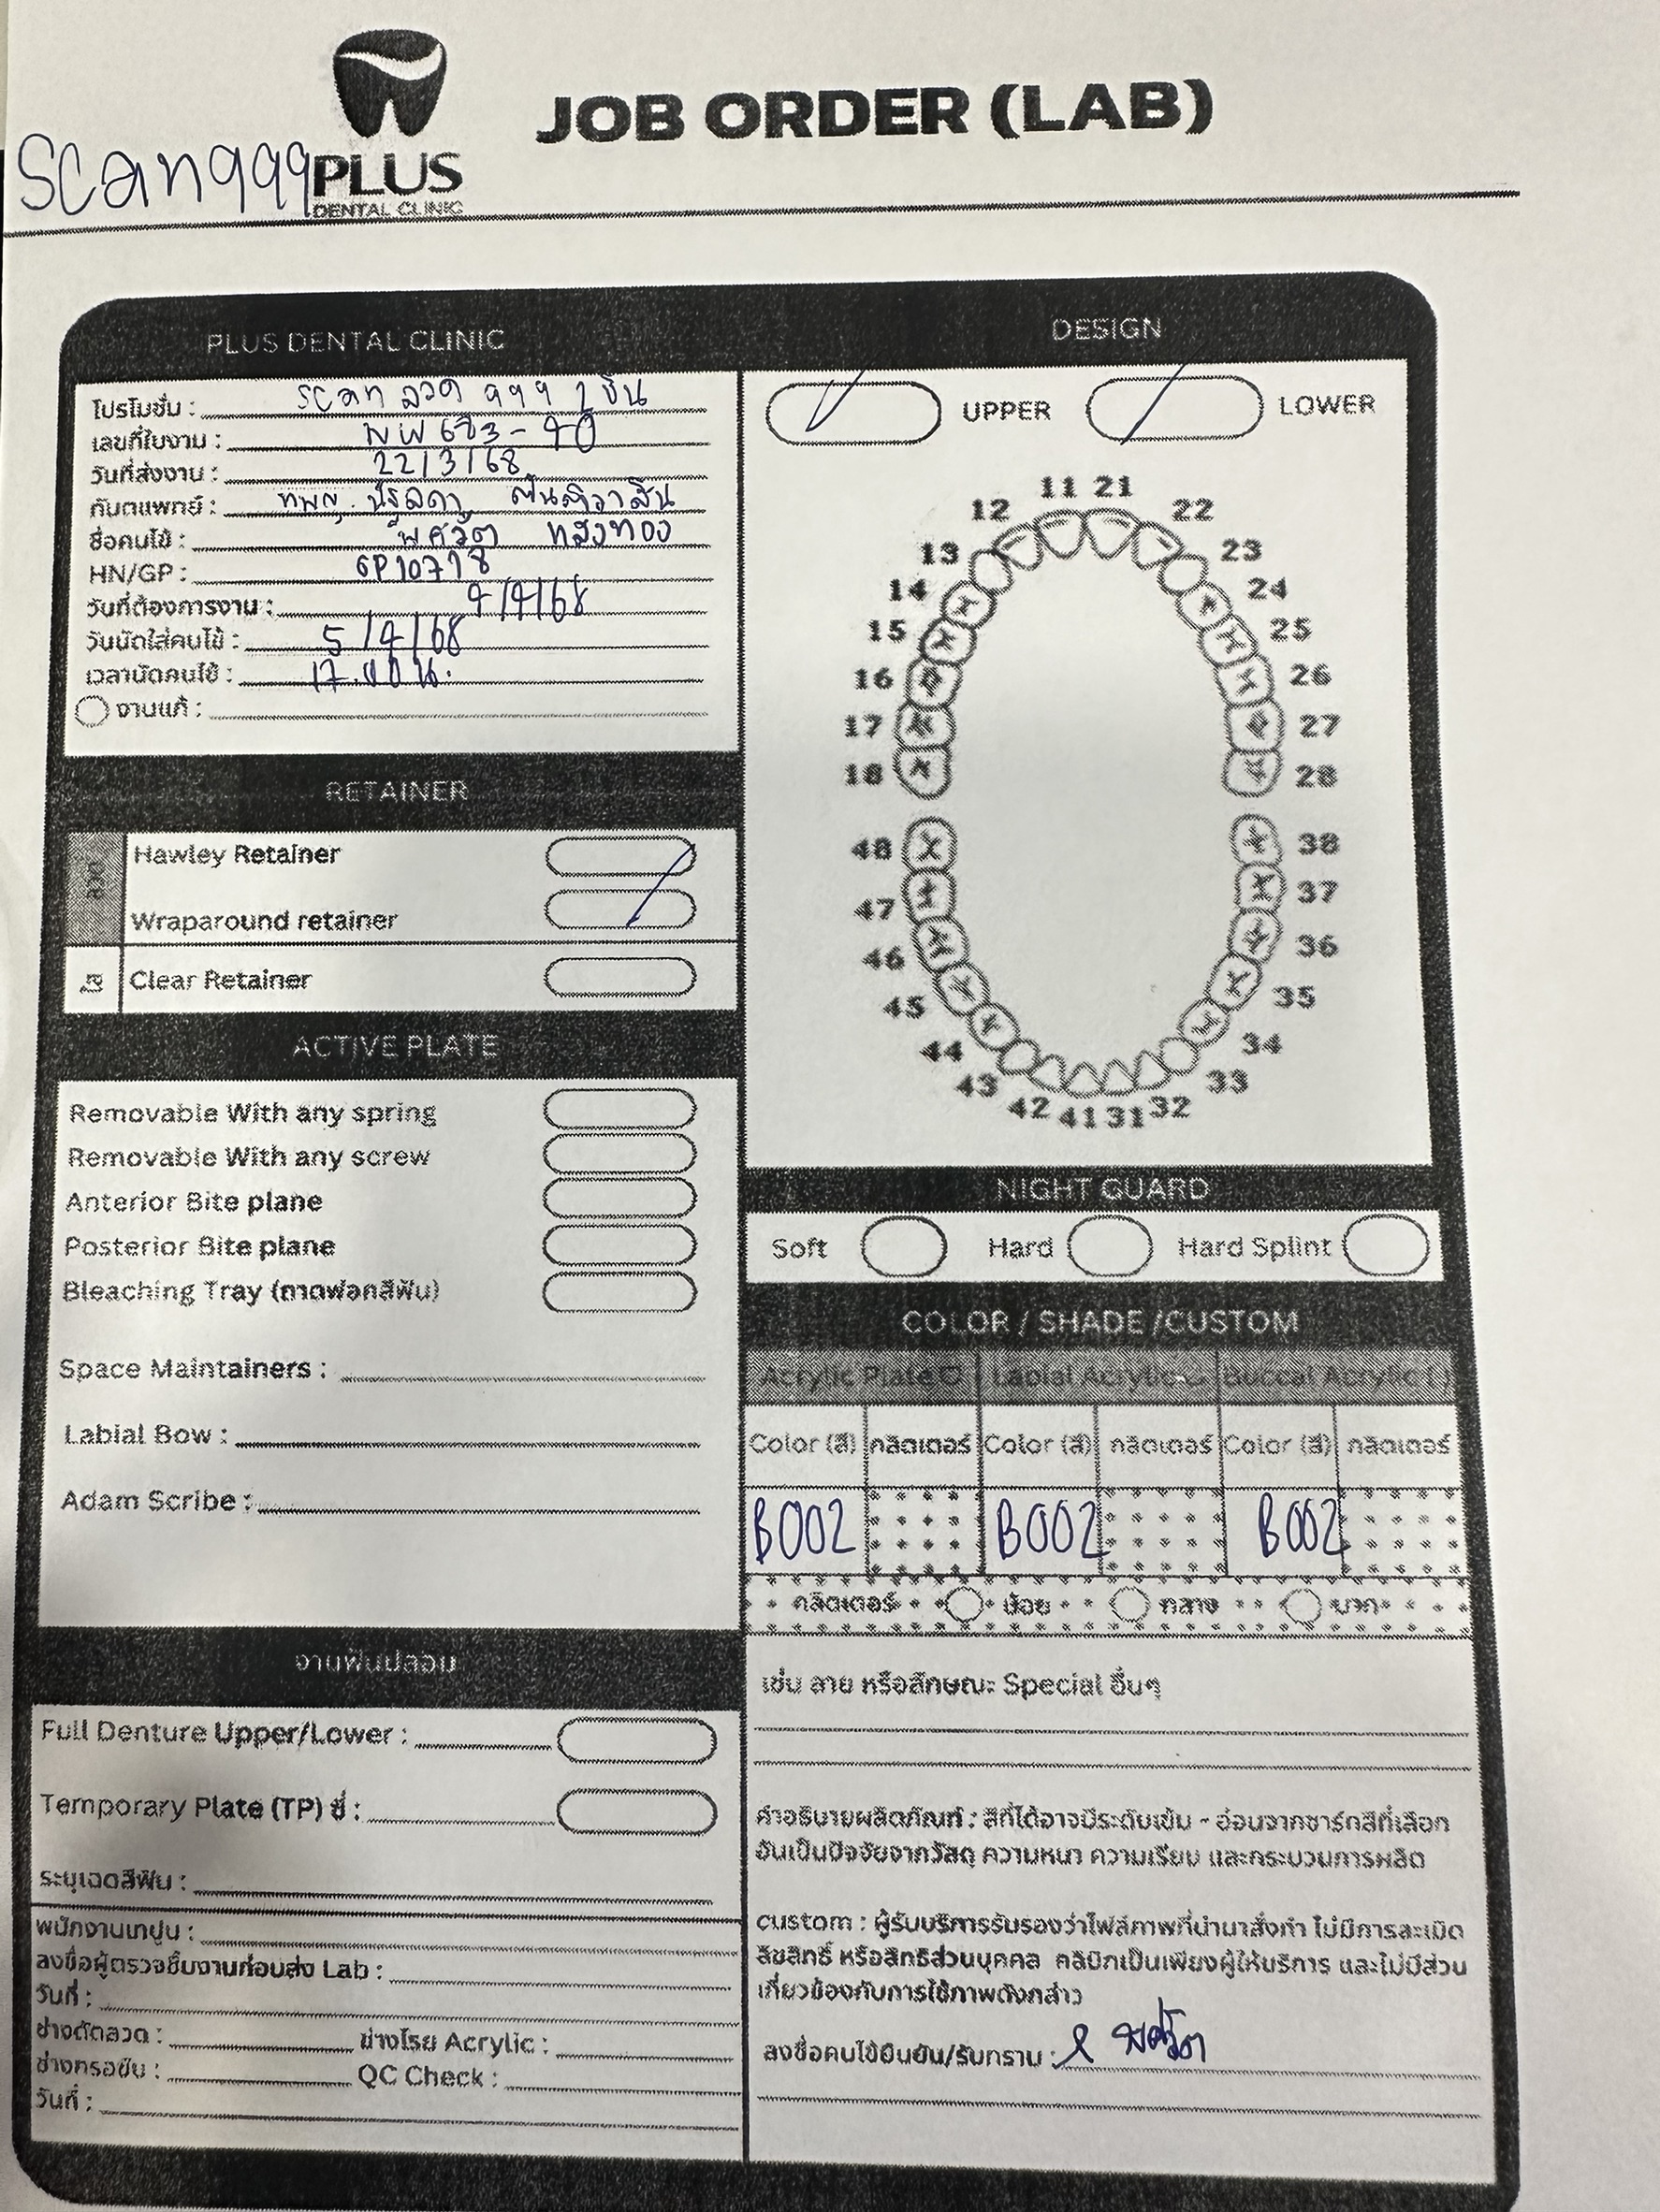 JOB ORDER (LAB)
Scan999
PLUS
DENTAL CLINIC
PLUS DENTAL CLINIC
โปรโมชั่น : Scan ลวด 999 2 ชิ้น
เลขที่ใบงาน : NW683-90
วันที่ส่งงาน : 22/3/68
ทันตแพทย์ : ทพญ.
ชื่อคนไข้ : พิศวัต
HN/GP : GP10718
วันที่ต้องการงาน : 4/4/68
วันนัดใส่คนไข้ : 5/4/68
เวลานัดคนไข้ : 17.00 น.
งานแก้ :
RETAINER
ลวด
Hawley Retainer
Wraparound retainer
ใส
Clear Retainer
ACTIVE PLATE
Removable With any spring
Removable With any screw
Anterior Bite plane
Posterior Bite plane
Bleaching Tray (ถาดฟอกสีฟัน)
Space Maintainers :
Labial Bow :
Adam Scribe :
งานฟันปลอม
Full Denture Upper/Lower :
Temporary Plate (TP) ซี่ :
ระบุเฉดสีฟัน :
พนักงานเทปูน :
ลงชื่อผู้ตรวจชิ้นงานก่อนส่ง Lab :
วันที่ :
ช่างดัดลวด : ช่างโรย Acrylic :
ช่างกรอขัด : QC Check :
วันที่ :
DESIGN
UPPER LOWER
11 21
12 22
13 23
14 24
15 25
16 26
17 27
18 28
48 38
47 37
46 36
45 35
44 34
43 33
42 41 31 32
NIGHT GUARD
Soft Hard Hard Splint
COLOR / SHADE /CUSTOM
Acrylic Plate Labial Acrylic Buccal Acrylic
Color (สี) กลิตเตอร์ Color (สี) กลิตเตอร์ Color (สี) กลิตเตอร์
B002 B002 B002
กลิตเตอร์ น้อย กลาง มาก
เช่น ลาย หรือลักษณะ Special อื่นๆ
คำอธิบายผลิตภัณฑ์ : สีที่ได้อาจมีระดับเข้ม - อ่อนจากชาร์ทสีที่เลือก
อันเป็นปัจจัยจากวัสดุ ความหนา ความเรียบ และกระบวนการผลิต
custom : ผู้รับบริการรับรองว่าไฟล์ภาพที่นำมาสั่งทำ ไม่มีการละเมิด
ลิขสิทธิ์ หรือสิทธิส่วนบุคคล คลินิกเป็นเพียงผู้ให้บริการ และไม่มีส่วน
เกี่ยวข้องกับการใช้ภาพดังกล่าว
ลงชื่อคนไข้ยืนยัน/รับทราบ :